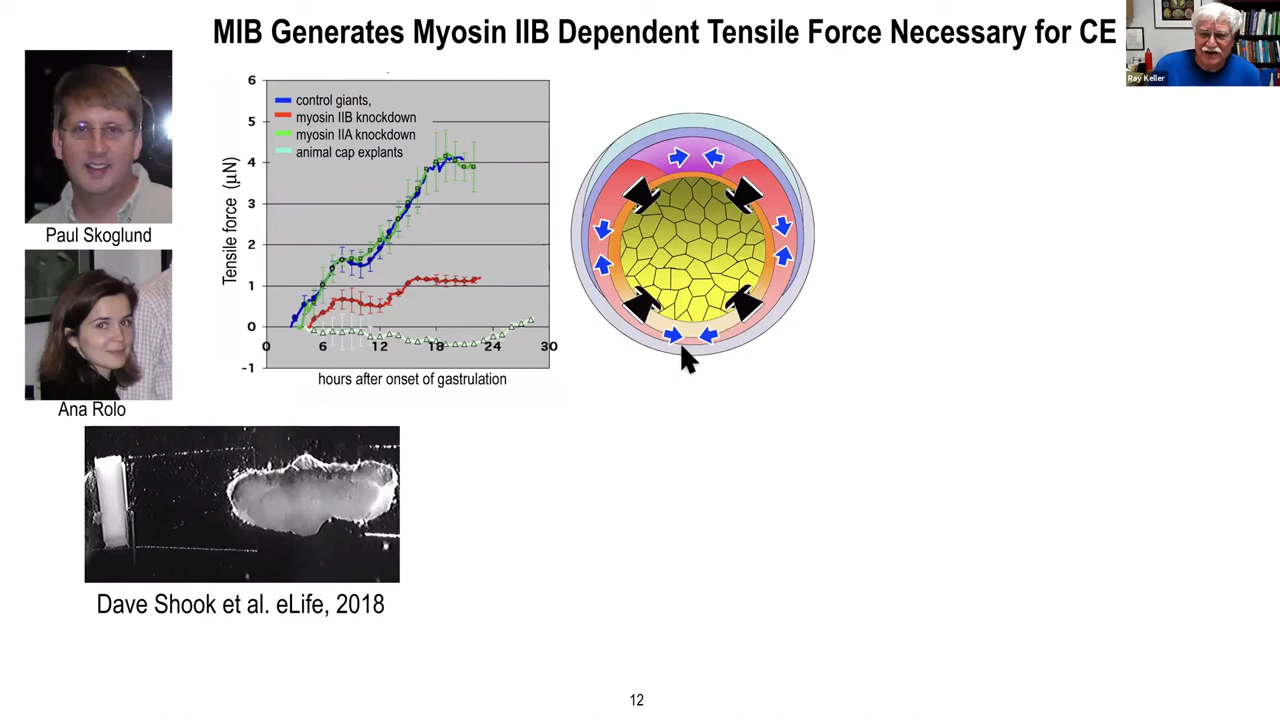 MIB Generates Myosin IIB Dependent Tensile Force Necessary for CE
Ray Keller
Paul Skoglund
Ana Rolo
Tensile force (µN)
6
5
4
3
2
1
0
-1
control giants,
myosin IIB knockdown
myosin IIA knockdown
animal cap explants
0 6 12 18 24 30
hours after onset of gastrulation
Dave Shook et al. eLife, 2018
12